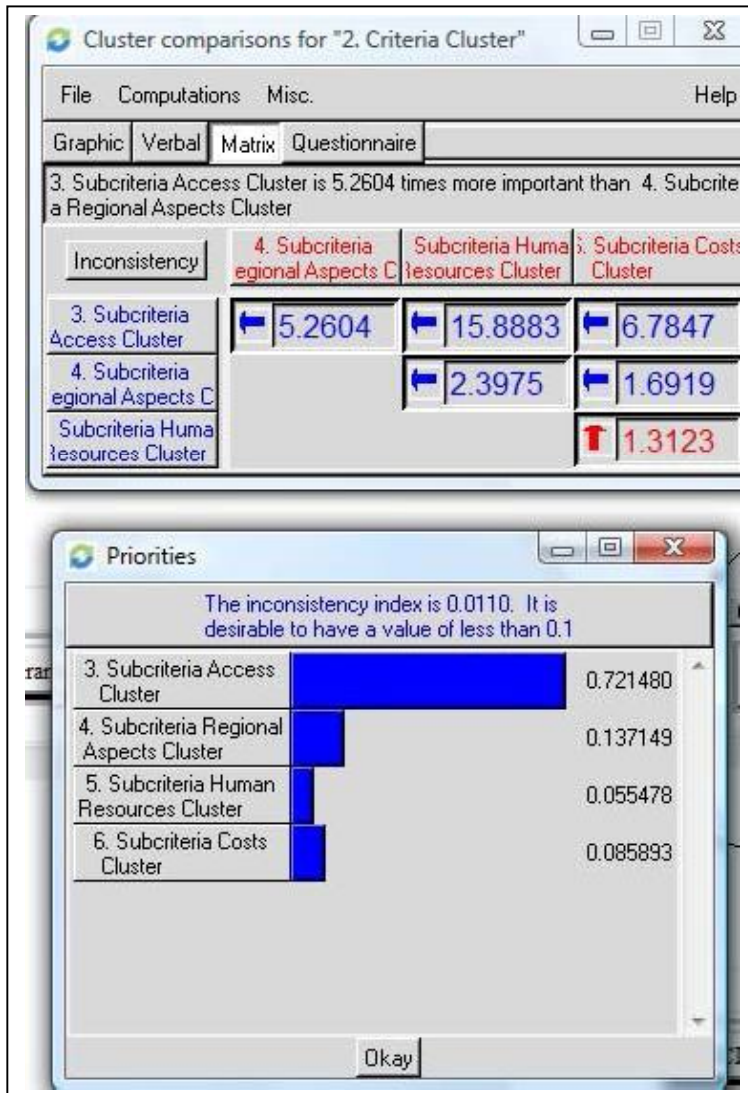 Cluster comparisons for "2. Criteria Cluster"
File Computations Misc. Help
Graphic Verbal Matrix Questionnaire
3. Subcriteria Access Cluster is 5.2604 times more important than 4. Subcrite
a Regional Aspects Cluster
Inconsistency
4. Subcriteria
egional Aspects C
Subcriteria Huma
esources Cluster
. Subcriteria Costs
Cluster
3. Subcriteria
Access Cluster
5.2604 15.8883 6.7847
4. Subcriteria
egional Aspects C
2.3975 1.6919
Subcriteria Huma
esources Cluster
1.3123
Priorities
The inconsistency index is 0.0110. It is
desirable to have a value of less than 0.1
3. Subcriteria Access
Cluster
0.721480
4. Subcriteria Regional
Aspects Cluster
0.137149
5. Subcriteria Human
Resources Cluster
0.055478
6. Subcriteria Costs
Cluster
0.085893
Okay